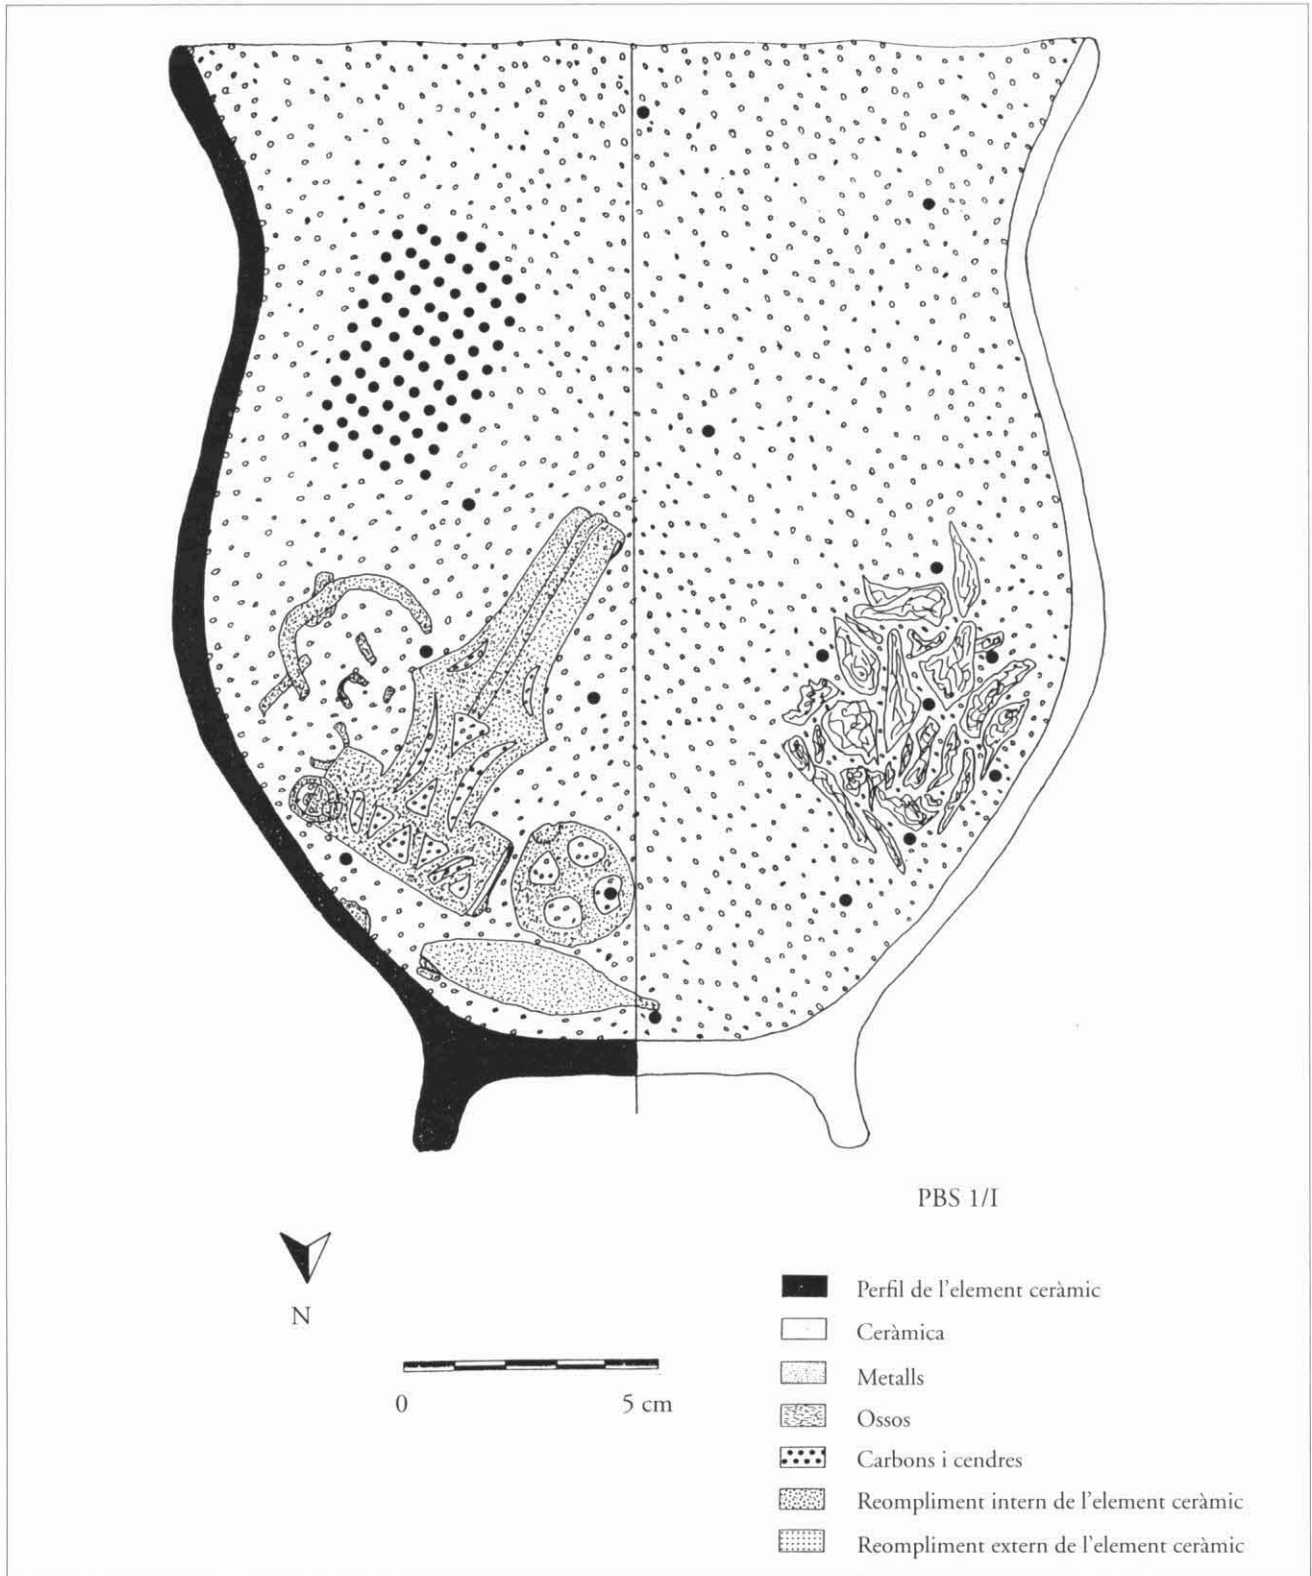 PBS 1/I
N
0 5 cm
Perfil de l'element ceràmic
Ceràmica
Metalls
Ossos
Carbons i cendres
Reompliment intern de l'element ceràmic
Reompliment extern de l'element ceràmic